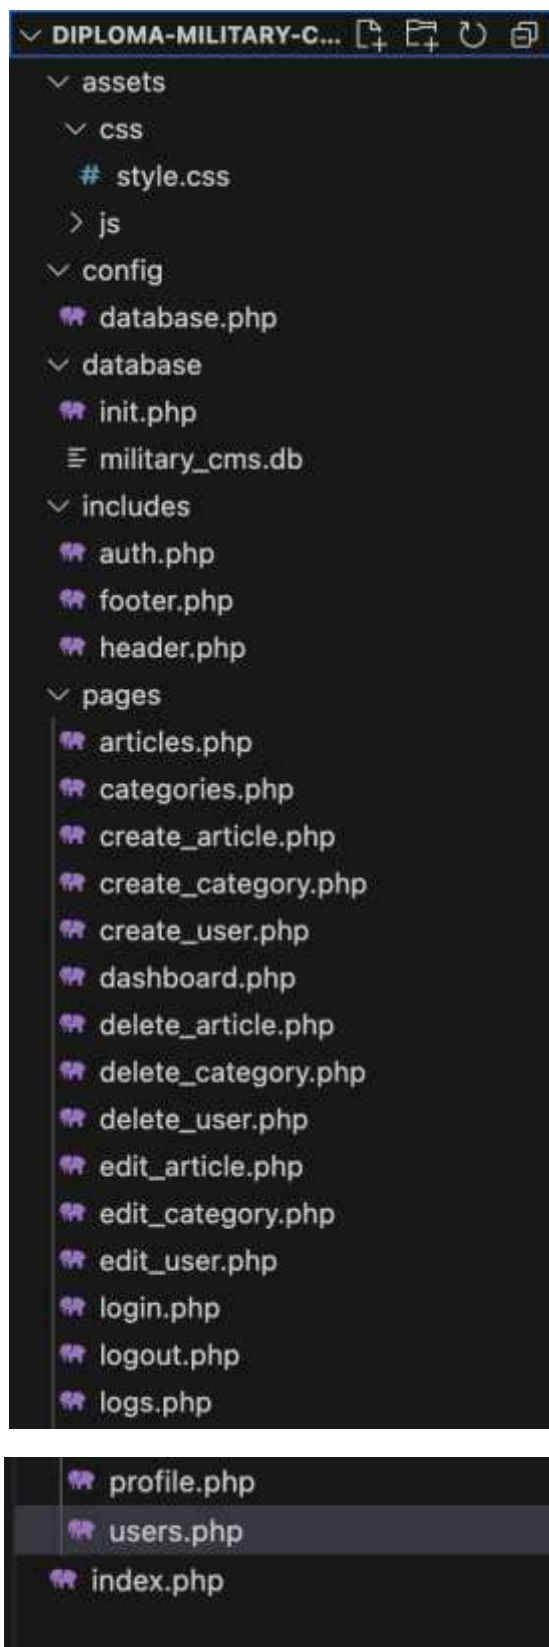 DIPLOMA-MILITARY-C...
assets
css
# style.css
js
config
database.php
database
init.php
military_cms.db
includes
auth.php
footer.php
header.php
pages
articles.php
categories.php
create_article.php
create_category.php
create_user.php
dashboard.php
delete_article.php
delete_category.php
delete_user.php
edit_article.php
edit_category.php
edit_user.php
login.php
logout.php
logs.php
profile.php
users.php
index.php